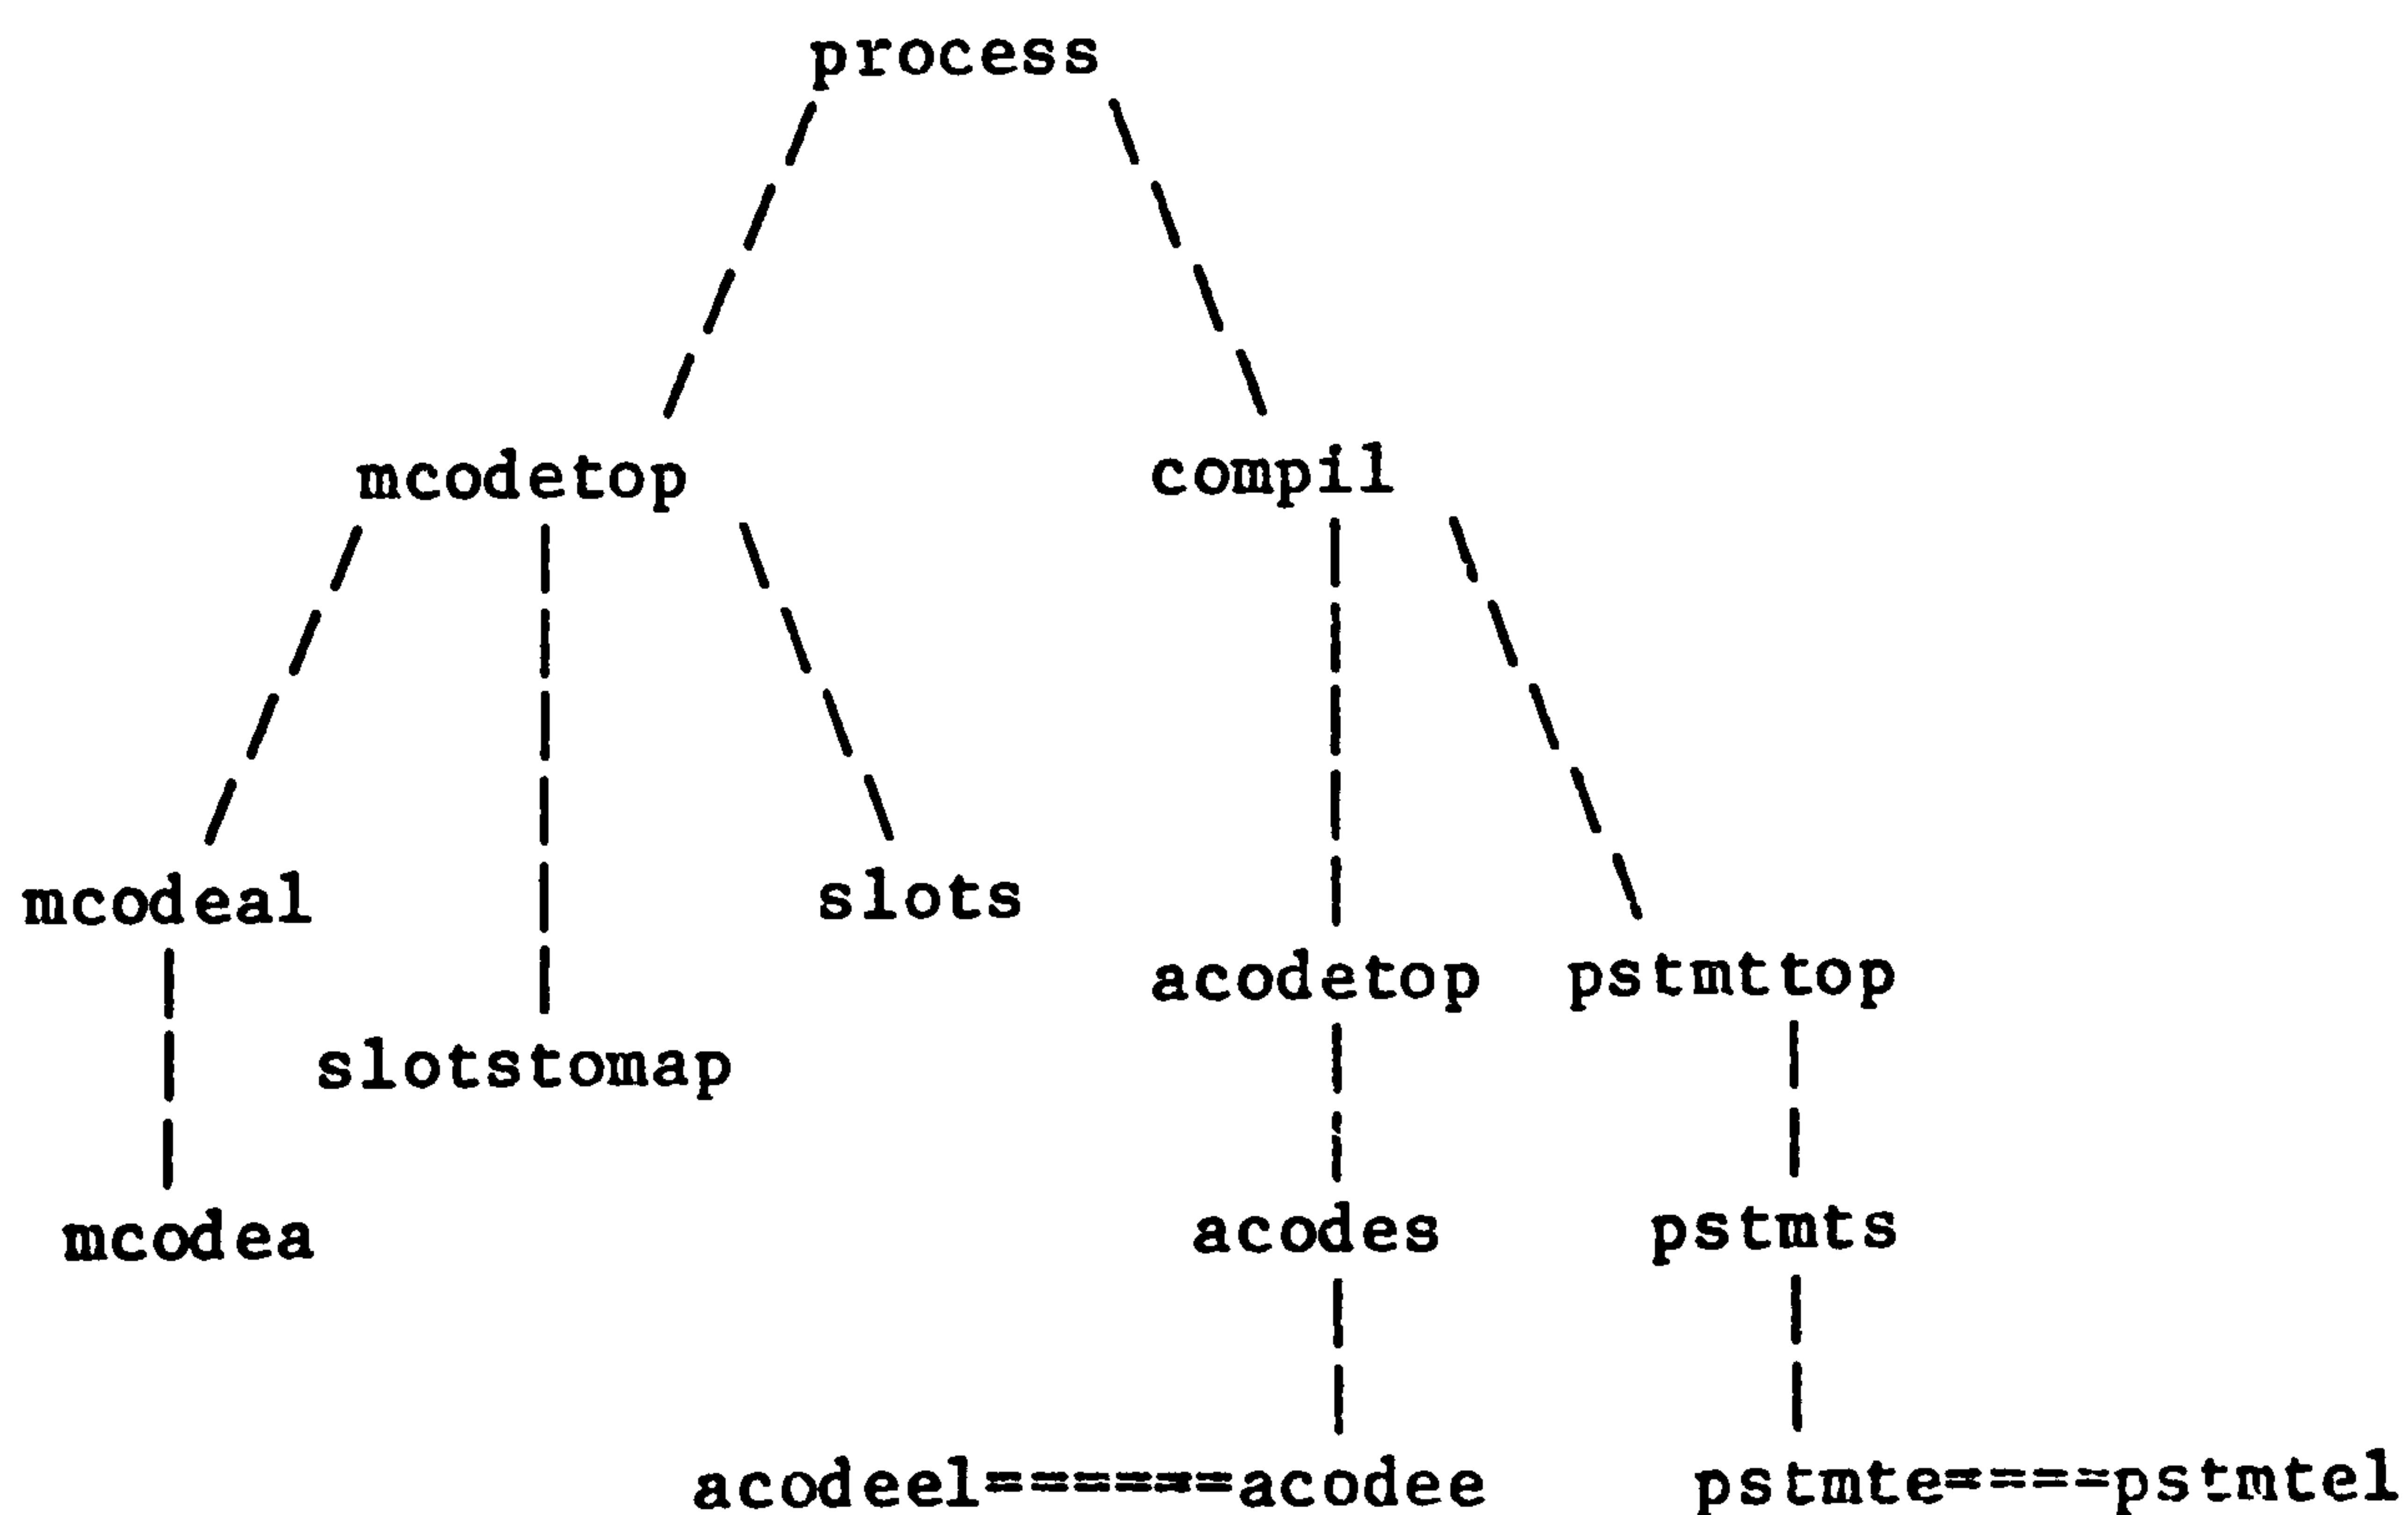 process
mcodetop compil
mcodeal slots
acodetop pstmttop
slotstomap
mcodea acodes pstmts
acodeel======acodee pstmte====pstmtel